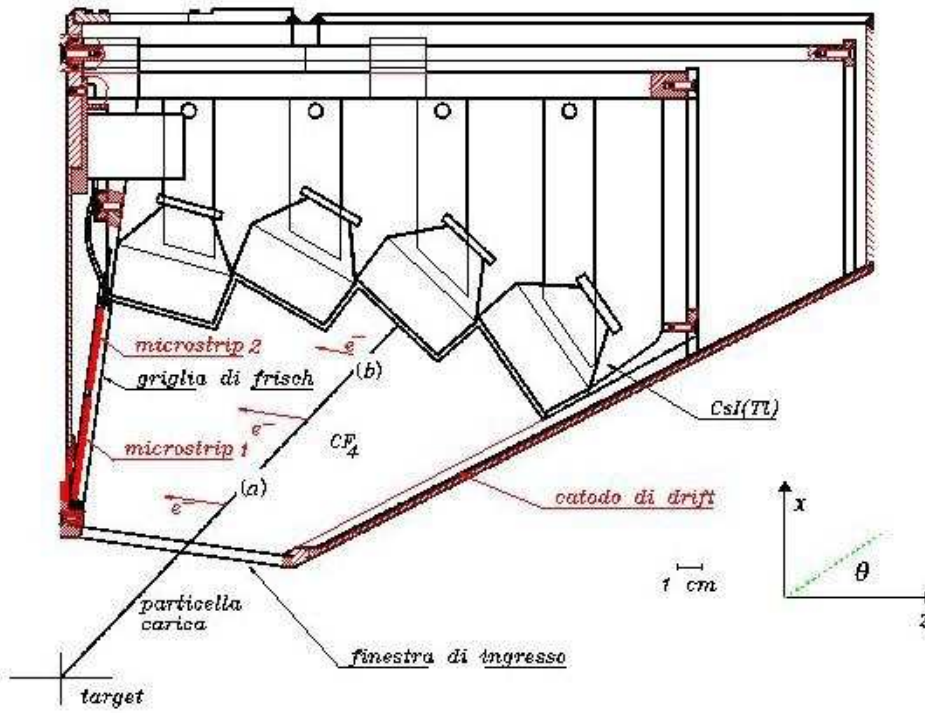 microstrip 2
griglia di frisch
e⁻
(b)
CsI(Tl)
e⁻
CF₄
microstrip 1
(a)
e⁻
catodo di drift
x
1 cm
θ
z
particella
carica
finestra di ingresso
target